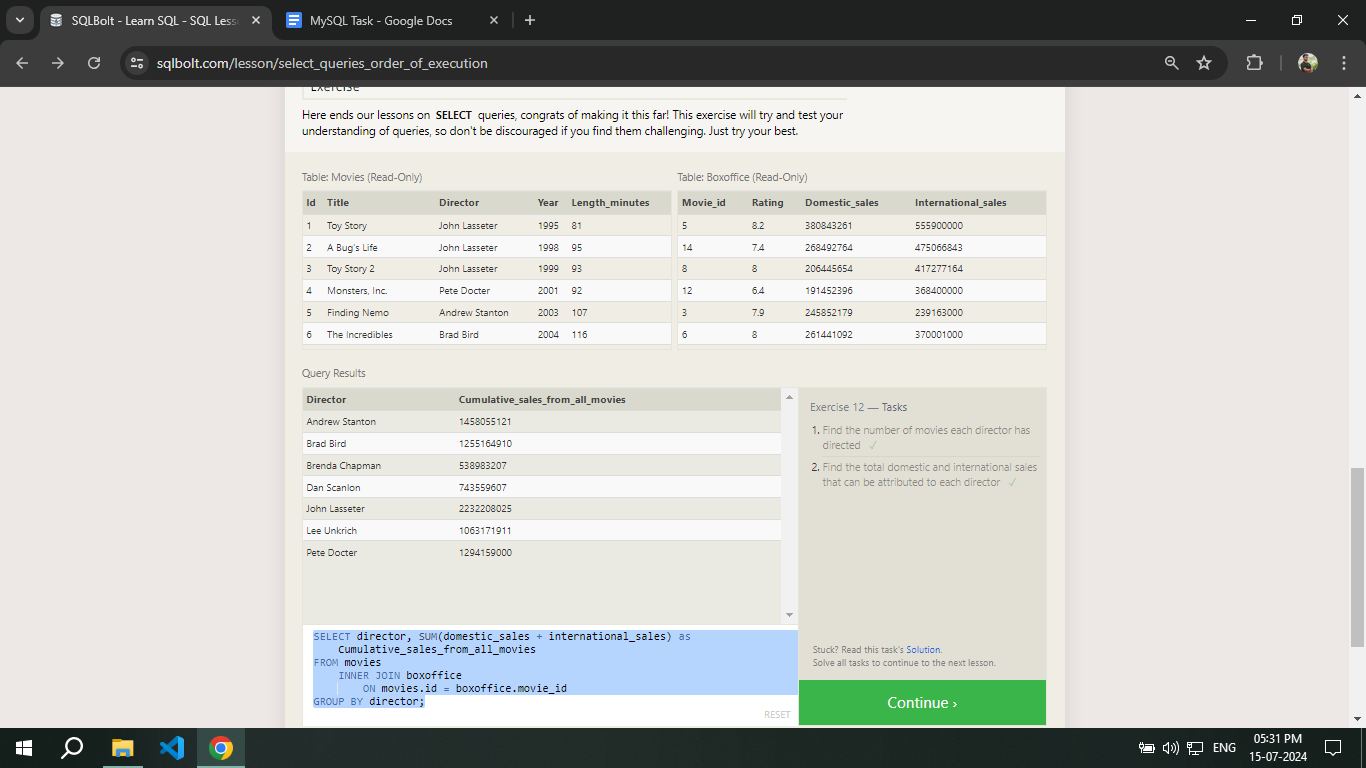 SQLBolt - Learn SQL - SQL Less
MySQL Task - Google Docs
sqlbolt.com/lesson/select_queries_order_of_execution
Exercise
Here ends our lessons on SELECT queries, congrats of making it this far! This exercise will try and test your
understanding of queries, so don't be discouraged if you find them challenging. Just try your best.
Table: Movies (Read-Only)
Id Title Director Year Length_minutes
1 Toy Story John Lasseter 1995 81
2 A Bug's Life John Lasseter 1998 95
3 Toy Story 2 John Lasseter 1999 93
4 Monsters, Inc. Pete Docter 2001 92
5 Finding Nemo Andrew Stanton 2003 107
6 The Incredibles Brad Bird 2004 116
Table: Boxoffice (Read-Only)
Movie_id Rating Domestic_sales International_sales
5 8.2 380843261 555900000
14 7.4 268492764 475066843
8 8 206445654 417277164
12 6.4 191452396 368400000
3 7.9 245852179 239163000
6 8 261441092 370001000
Query Results
Director Cumulative_sales_from_all_movies
Andrew Stanton 1458055121
Brad Bird 1255164910
Brenda Chapman 538983207
Dan Scanlon 743559607
John Lasseter 2232208025
Lee Unkrich 1063171911
Pete Docter 1294159000
Exercise 12 — Tasks
1. Find the number of movies each director has
directed ✓
2. Find the total domestic and international sales
that can be attributed to each director ✓
Stuck? Read this task's Solution.
Solve all tasks to continue to the next lesson.
Continue ›
SELECT director, SUM(domestic_sales + international_sales) as
Cumulative_sales_from_all_movies
FROM movies
INNER JOIN boxoffice
ON movies.id = boxoffice.movie_id
GROUP BY director;
RESET
ENG
05:31 PM
15-07-2024